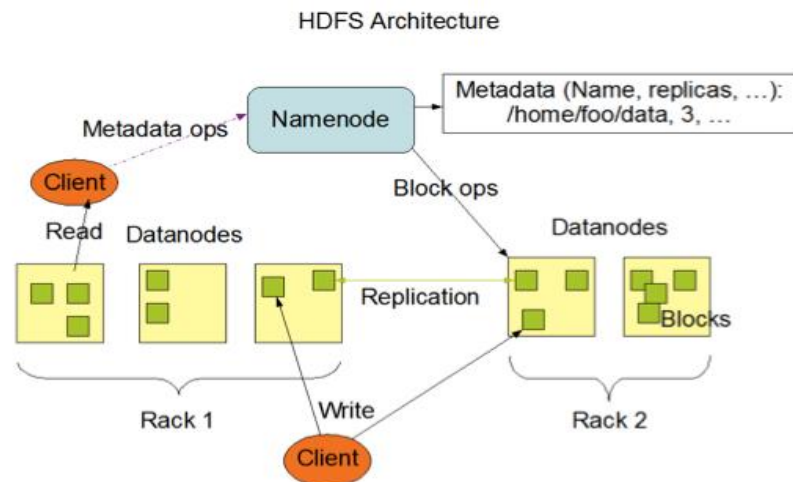 HDFS Architecture
Metadata (Name, replicas, …):
/home/foo/data, 3, …
Namenode
Metadata ops
Client
Block ops
Read
Datanodes
Datanodes
Replication
Blocks
Rack 1
Write
Rack 2
Client